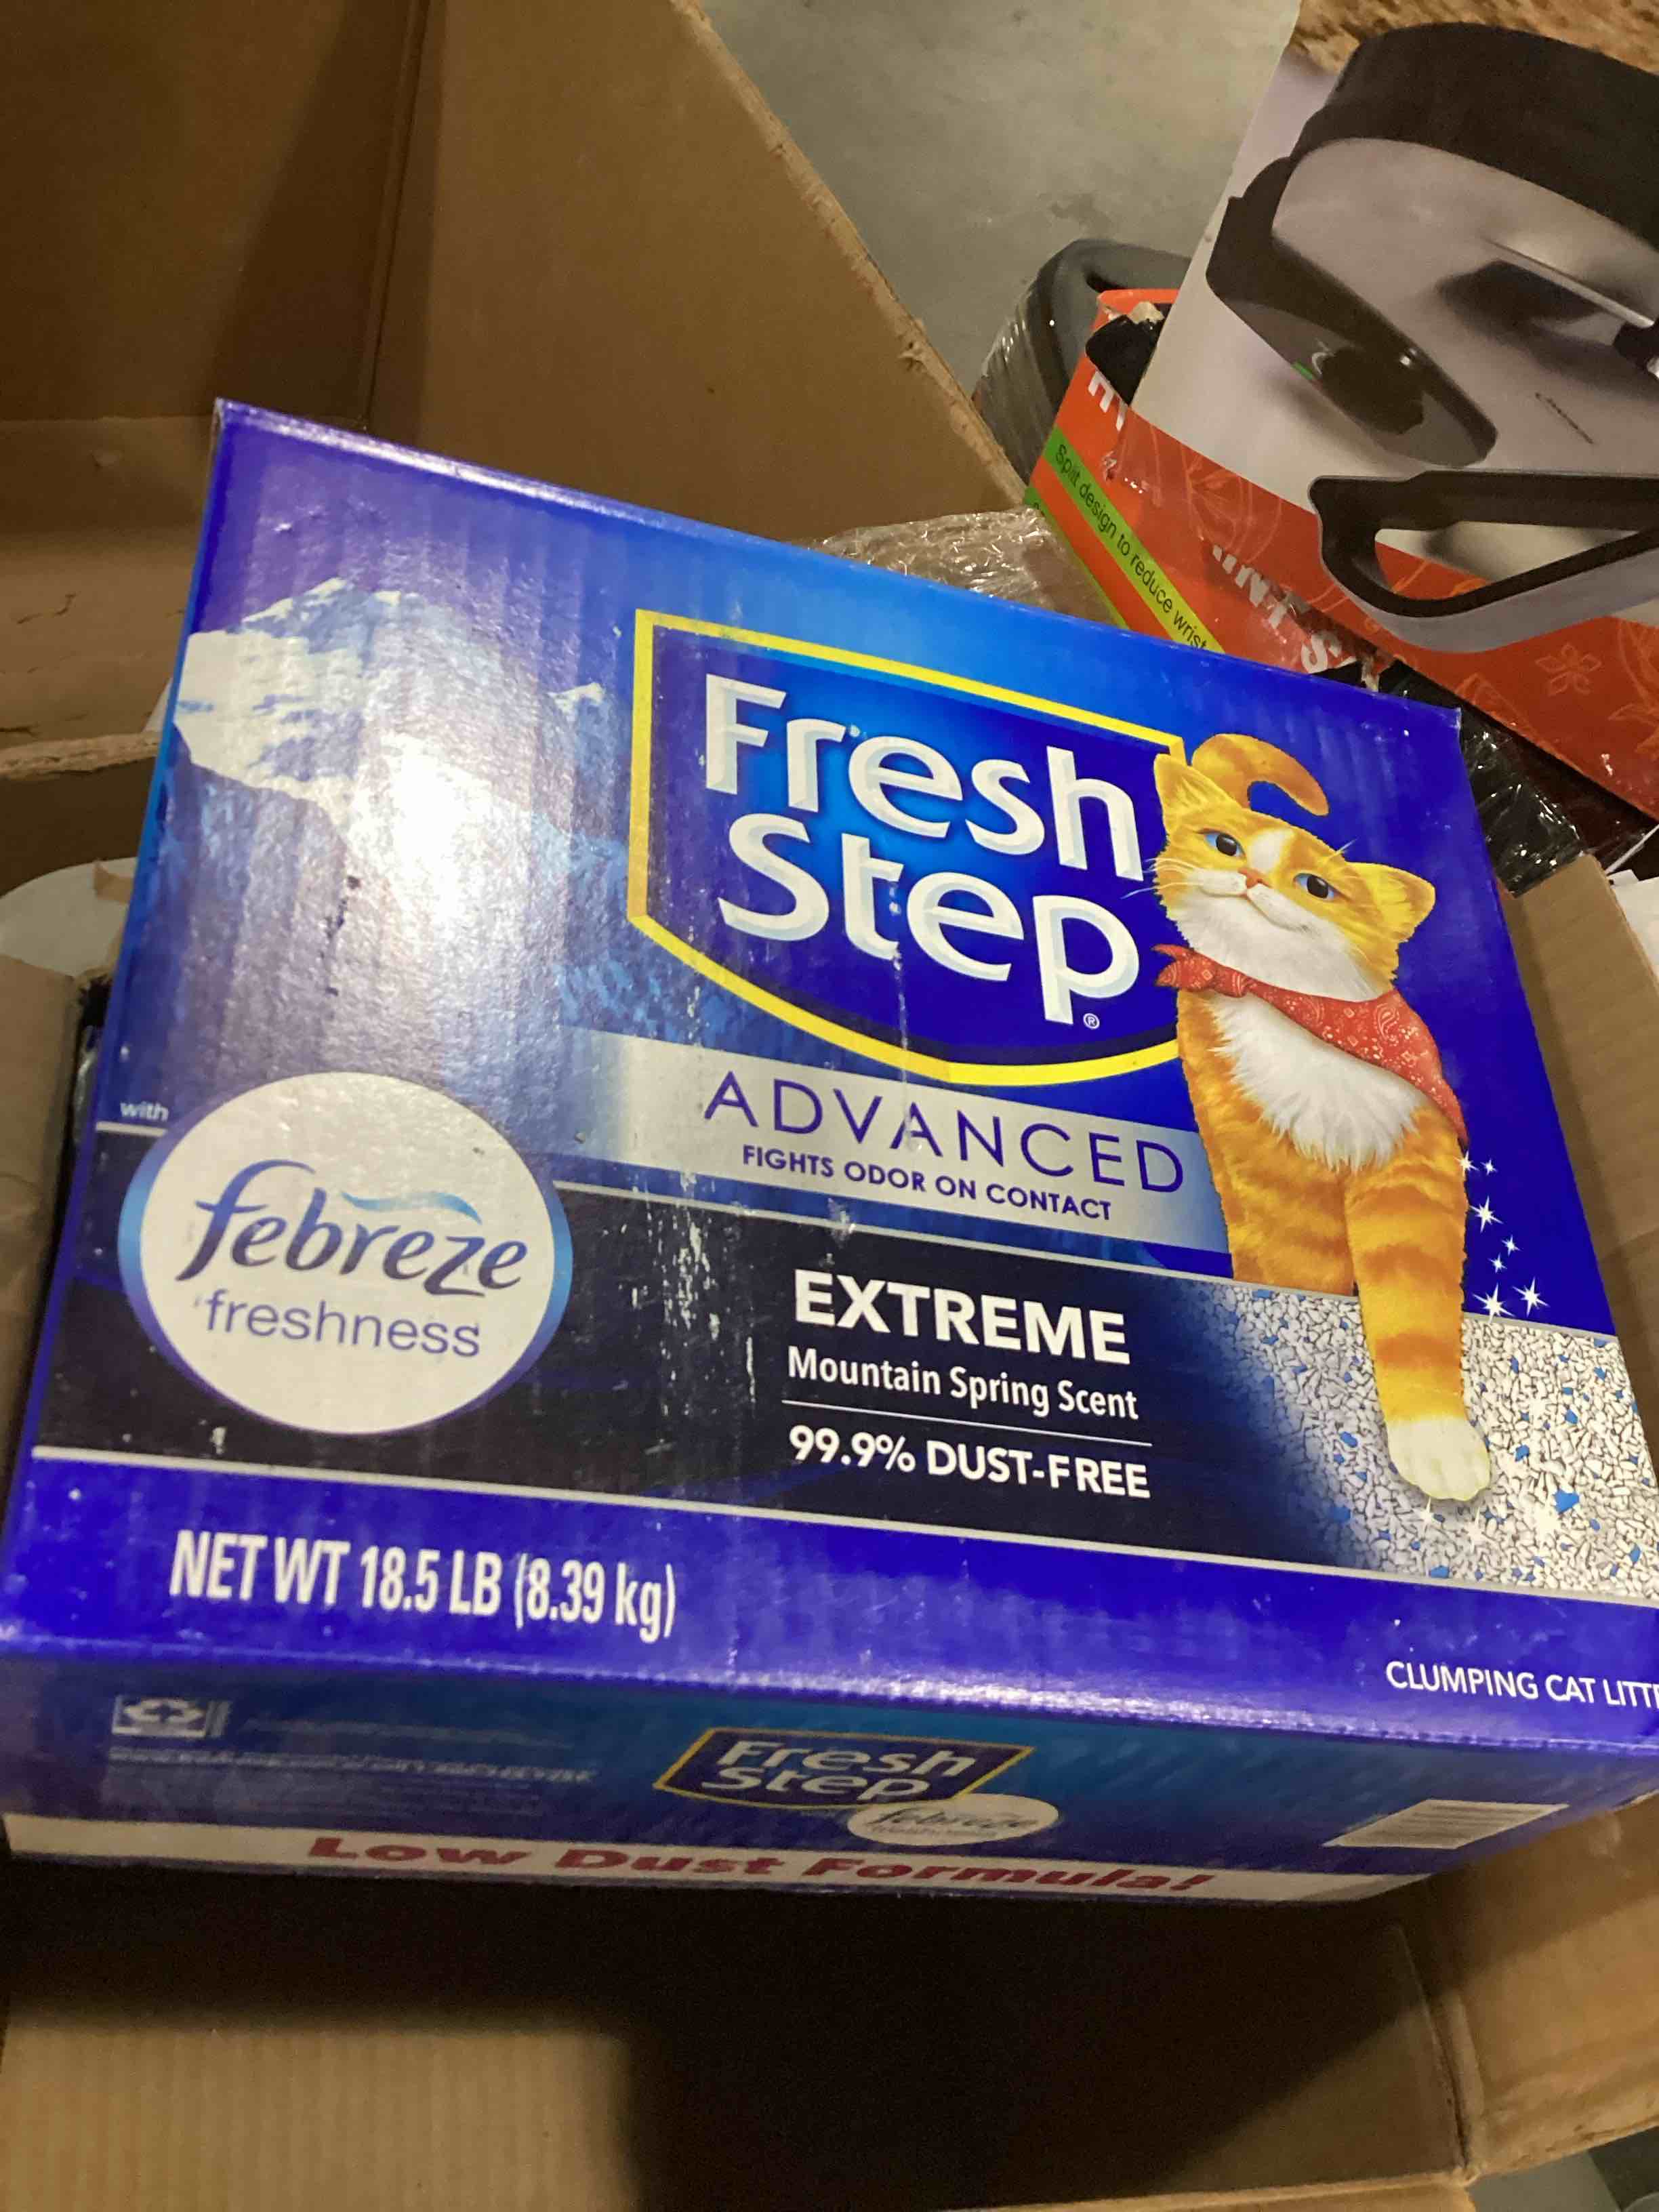 Split design to reduce wrist
Fresh
Step®
ADVANCED
FIGHTS ODOR ON CONTACT
with
febreze
freshness
EXTREME
Mountain Spring Scent
99.9% DUST-FREE
NET WT 18.5 LB (8.39 kg)
CLUMPING CAT LITT
Fresh
Step
febreze
Low Dust Formula!